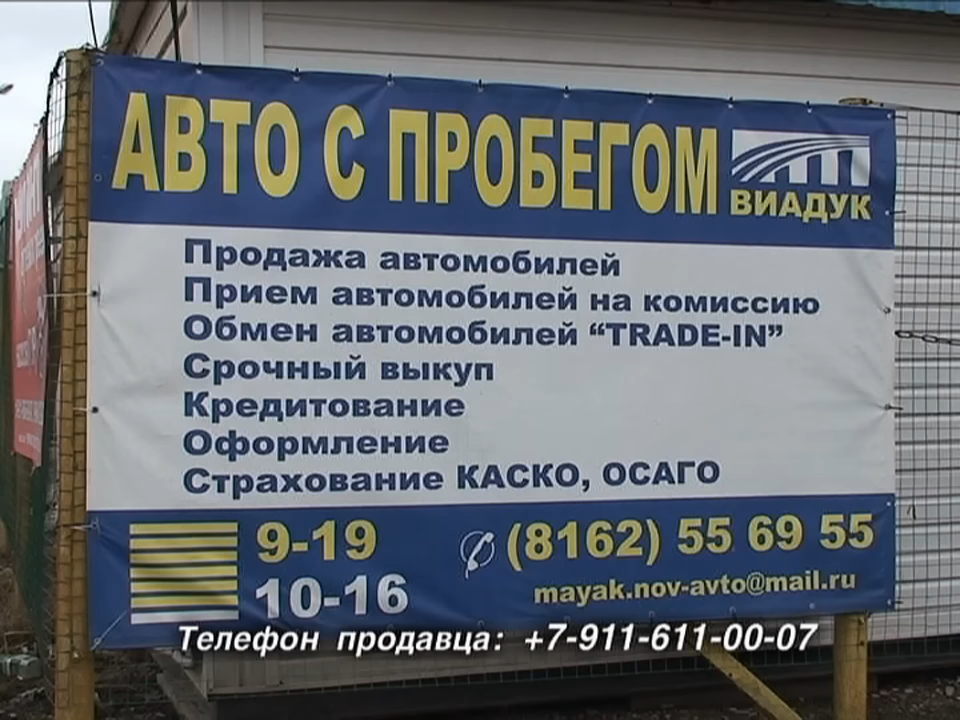 АВТО С ПРОБЕГОМ
ВИАДУК
Продажа автомобилей
Прием автомобилей на комиссию
Обмен автомобилей “TRADE-IN”
Срочный выкуп
Кредитование
Оформление
Страхование КАСКО, ОСАГО
9-19
10-16
(8162) 55 69 55
mayak.nov-avto@mail.ru
Телефон продавца: +7-911-611-00-07